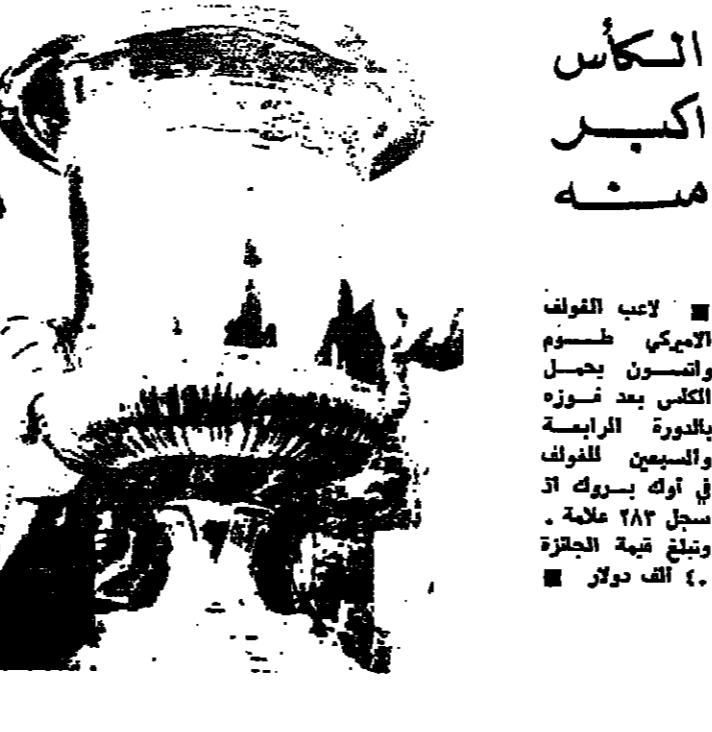 الكأس
اكبر
منه
■ لاعب الغولف
الاميركي طوم
واتسون يحمل
الكاس بعد فوزه
بالدورة الرابعة
والسبعين للغولف
في أوك بروك اذ
سجل ٢٨٣ علامة .
وتبلغ قيمة الجائزة
٤٠ الف دولار ■